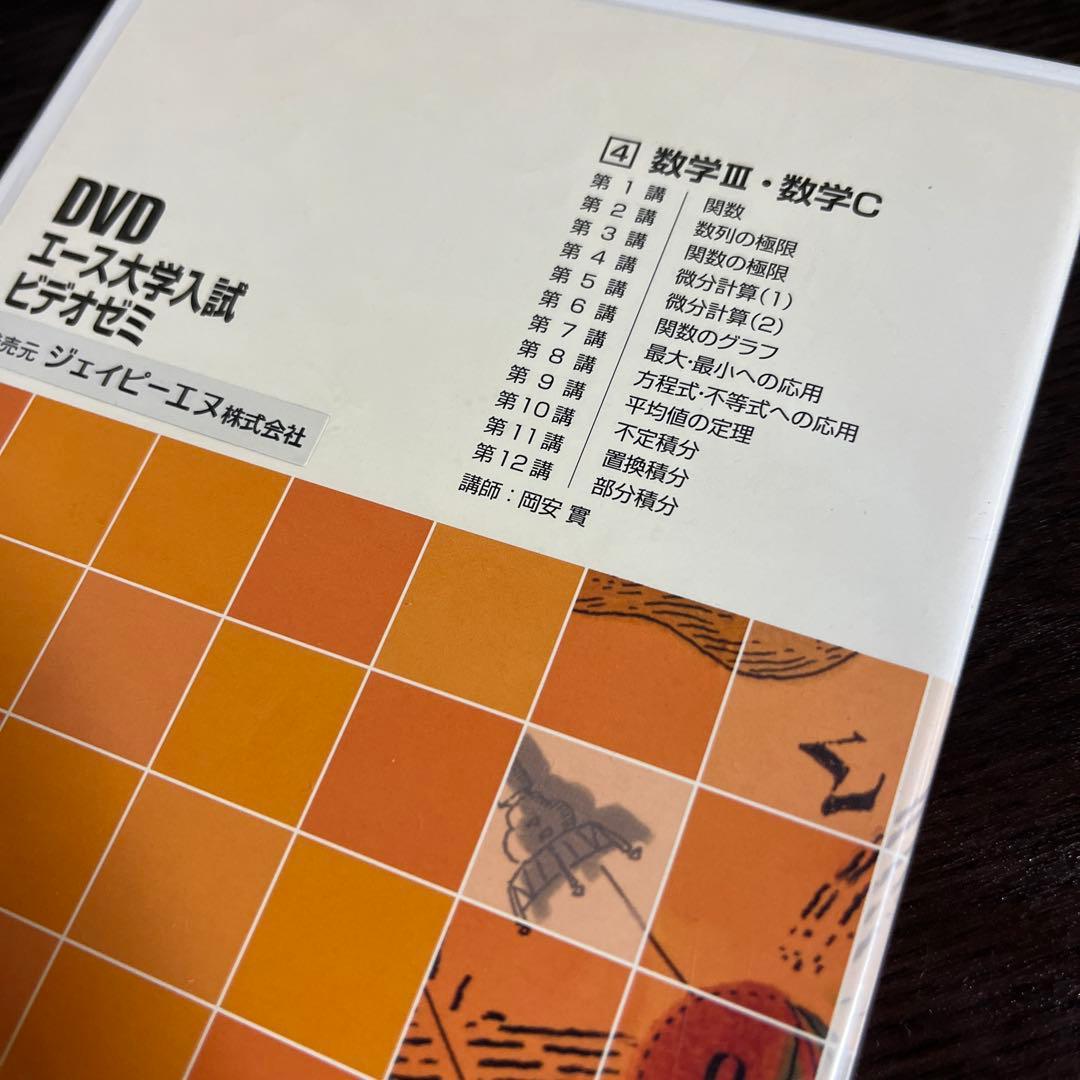 DVD
エース大学入試
ビデオゼミ
売元 ジェイピーエヌ株式会社
4 数学Ⅲ・数学C
第1講 関数
第2講 数列の極限
第3講 関数の極限
第4講 微分計算(1)
第5講 微分計算(2)
第6講 関数のグラフ
第7講 最大・最小への応用
第8講 方程式・不等式への応用
第9講 平均値の定理
第10講 不定積分
第11講 置換積分
第12講 部分積分
講師:岡安 實
Σ